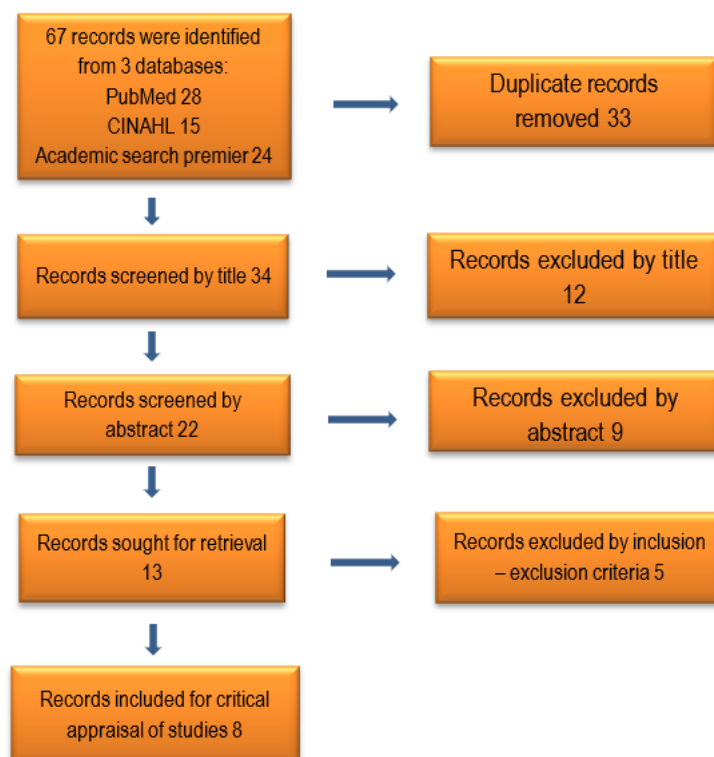 67 records were identified
from 3 databases:
PubMed 28
CINAHL 15
Academic search premier 24
Duplicate records
removed 33
Records screened by title 34
Records excluded by title
12
Records screened by
abstract 22
Records excluded by
abstract 9
Records sought for retrieval
13
Records excluded by inclusion
– exclusion criteria 5
Records included for critical
appraisal of studies 8